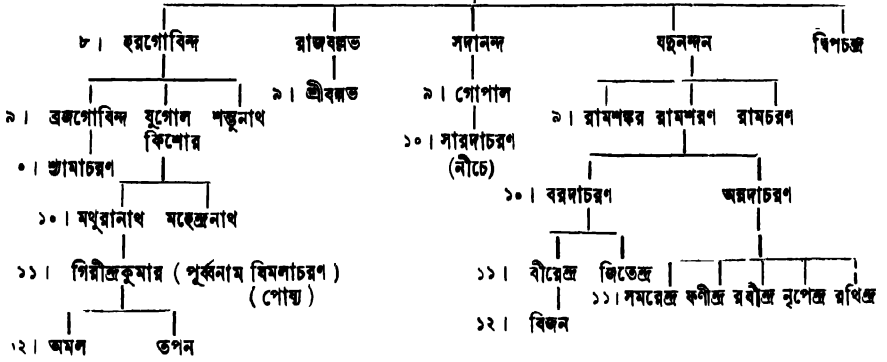 ৮। হরগোবিন্দ রাজবল্লভ সদানন্দ যদুনন্দন দ্বিপচন্দ্র
৯। শ্রীবল্লভ ৯। গোপাল
৯। ব্রজগোবিন্দ যুগোল শম্ভুনাথ ৯। রামশঙ্কর রামশরণ রামচরণ
কিশোর ১০। সারদাচরণ
০। শ্যামাচরণ (নীচে)
১০। বরদাচরণ অন্নদাচরণ
১০। মথুরানাথ মহেন্দ্রনাথ
১১। গিরীন্দ্রকুমার (পূর্ব্বনাম বিমলাচরণ) ১১। বীরেন্দ্র জিতেন্দ্র
(পোষ্য) ১১। সমরেন্দ্র ফণীন্দ্র রবীন্দ্র নৃপেন্দ্র রথিন্দ্র
১২। বিজন
১২। অমল তপন